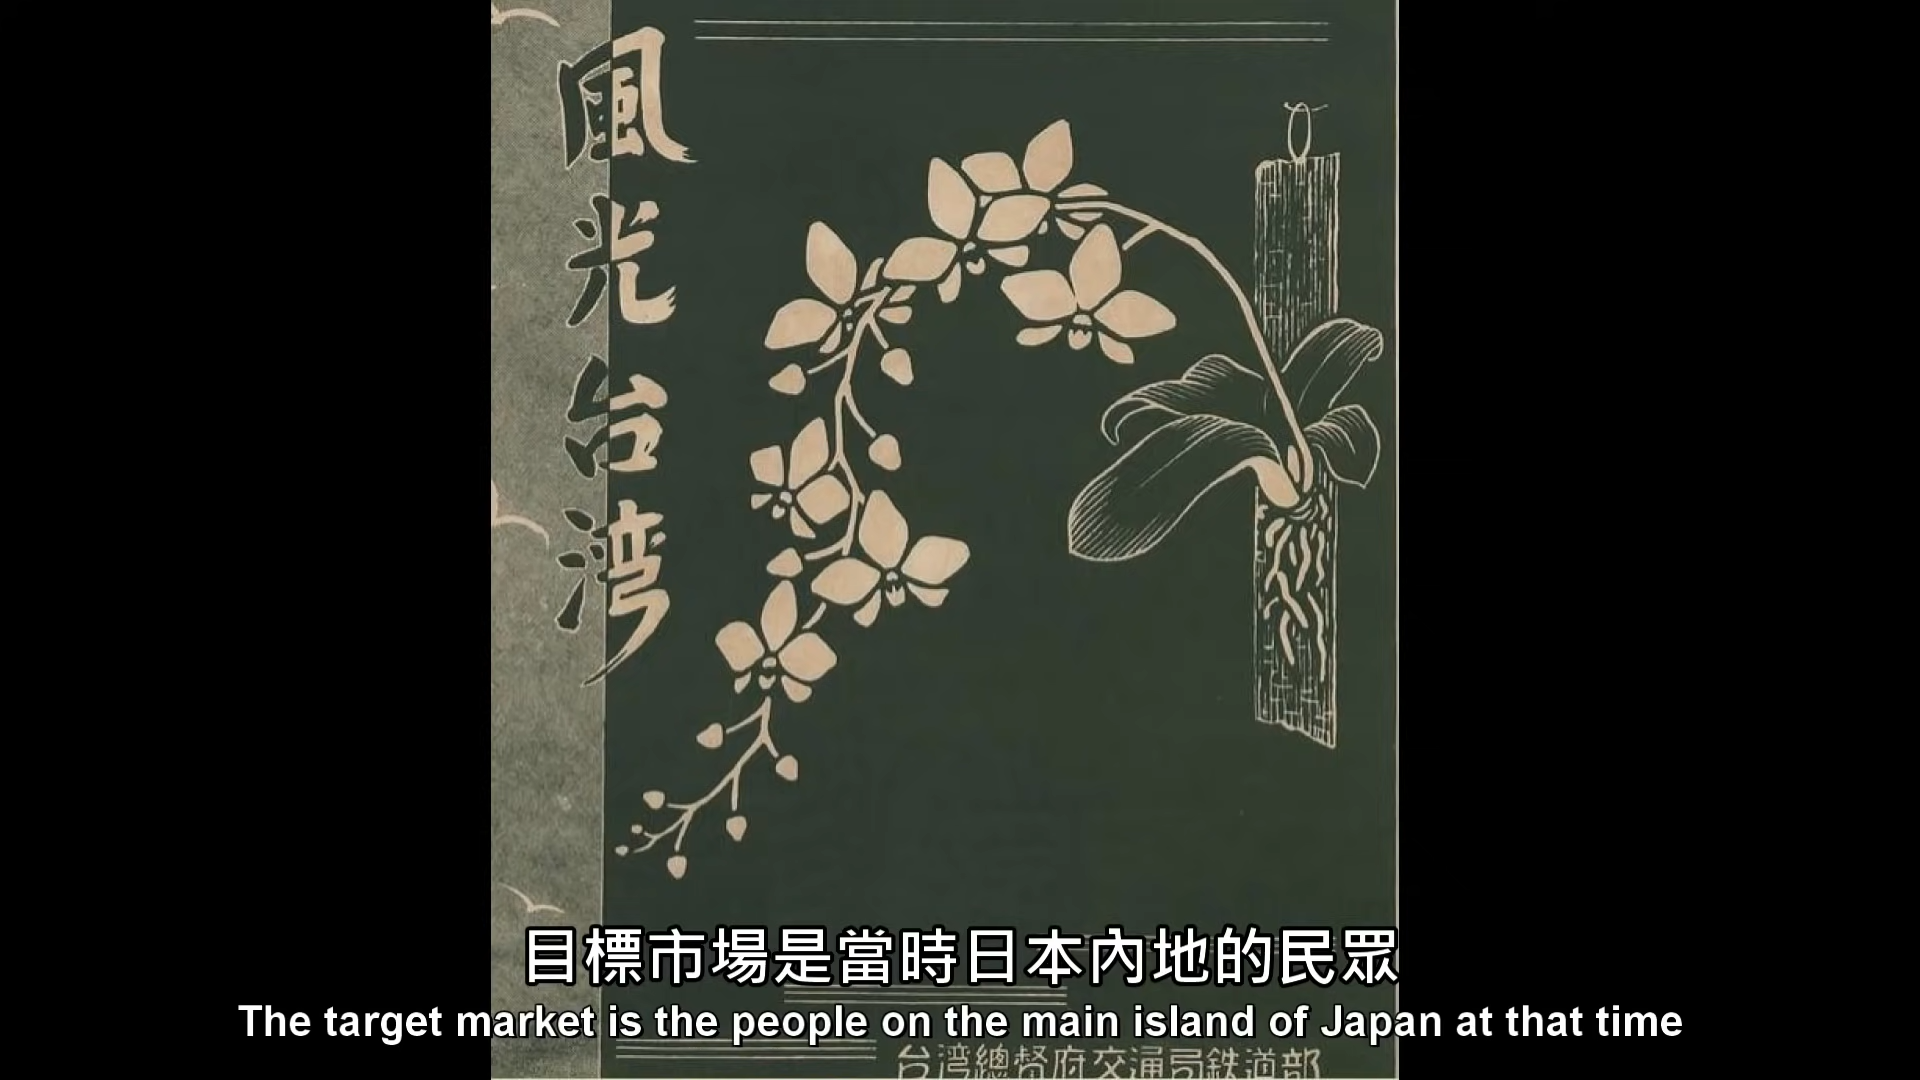 風光台湾
目標市場是當時日本內地的民眾
The target market is the people on the main island of Japan at that time
台湾總督府交通局鉄道部